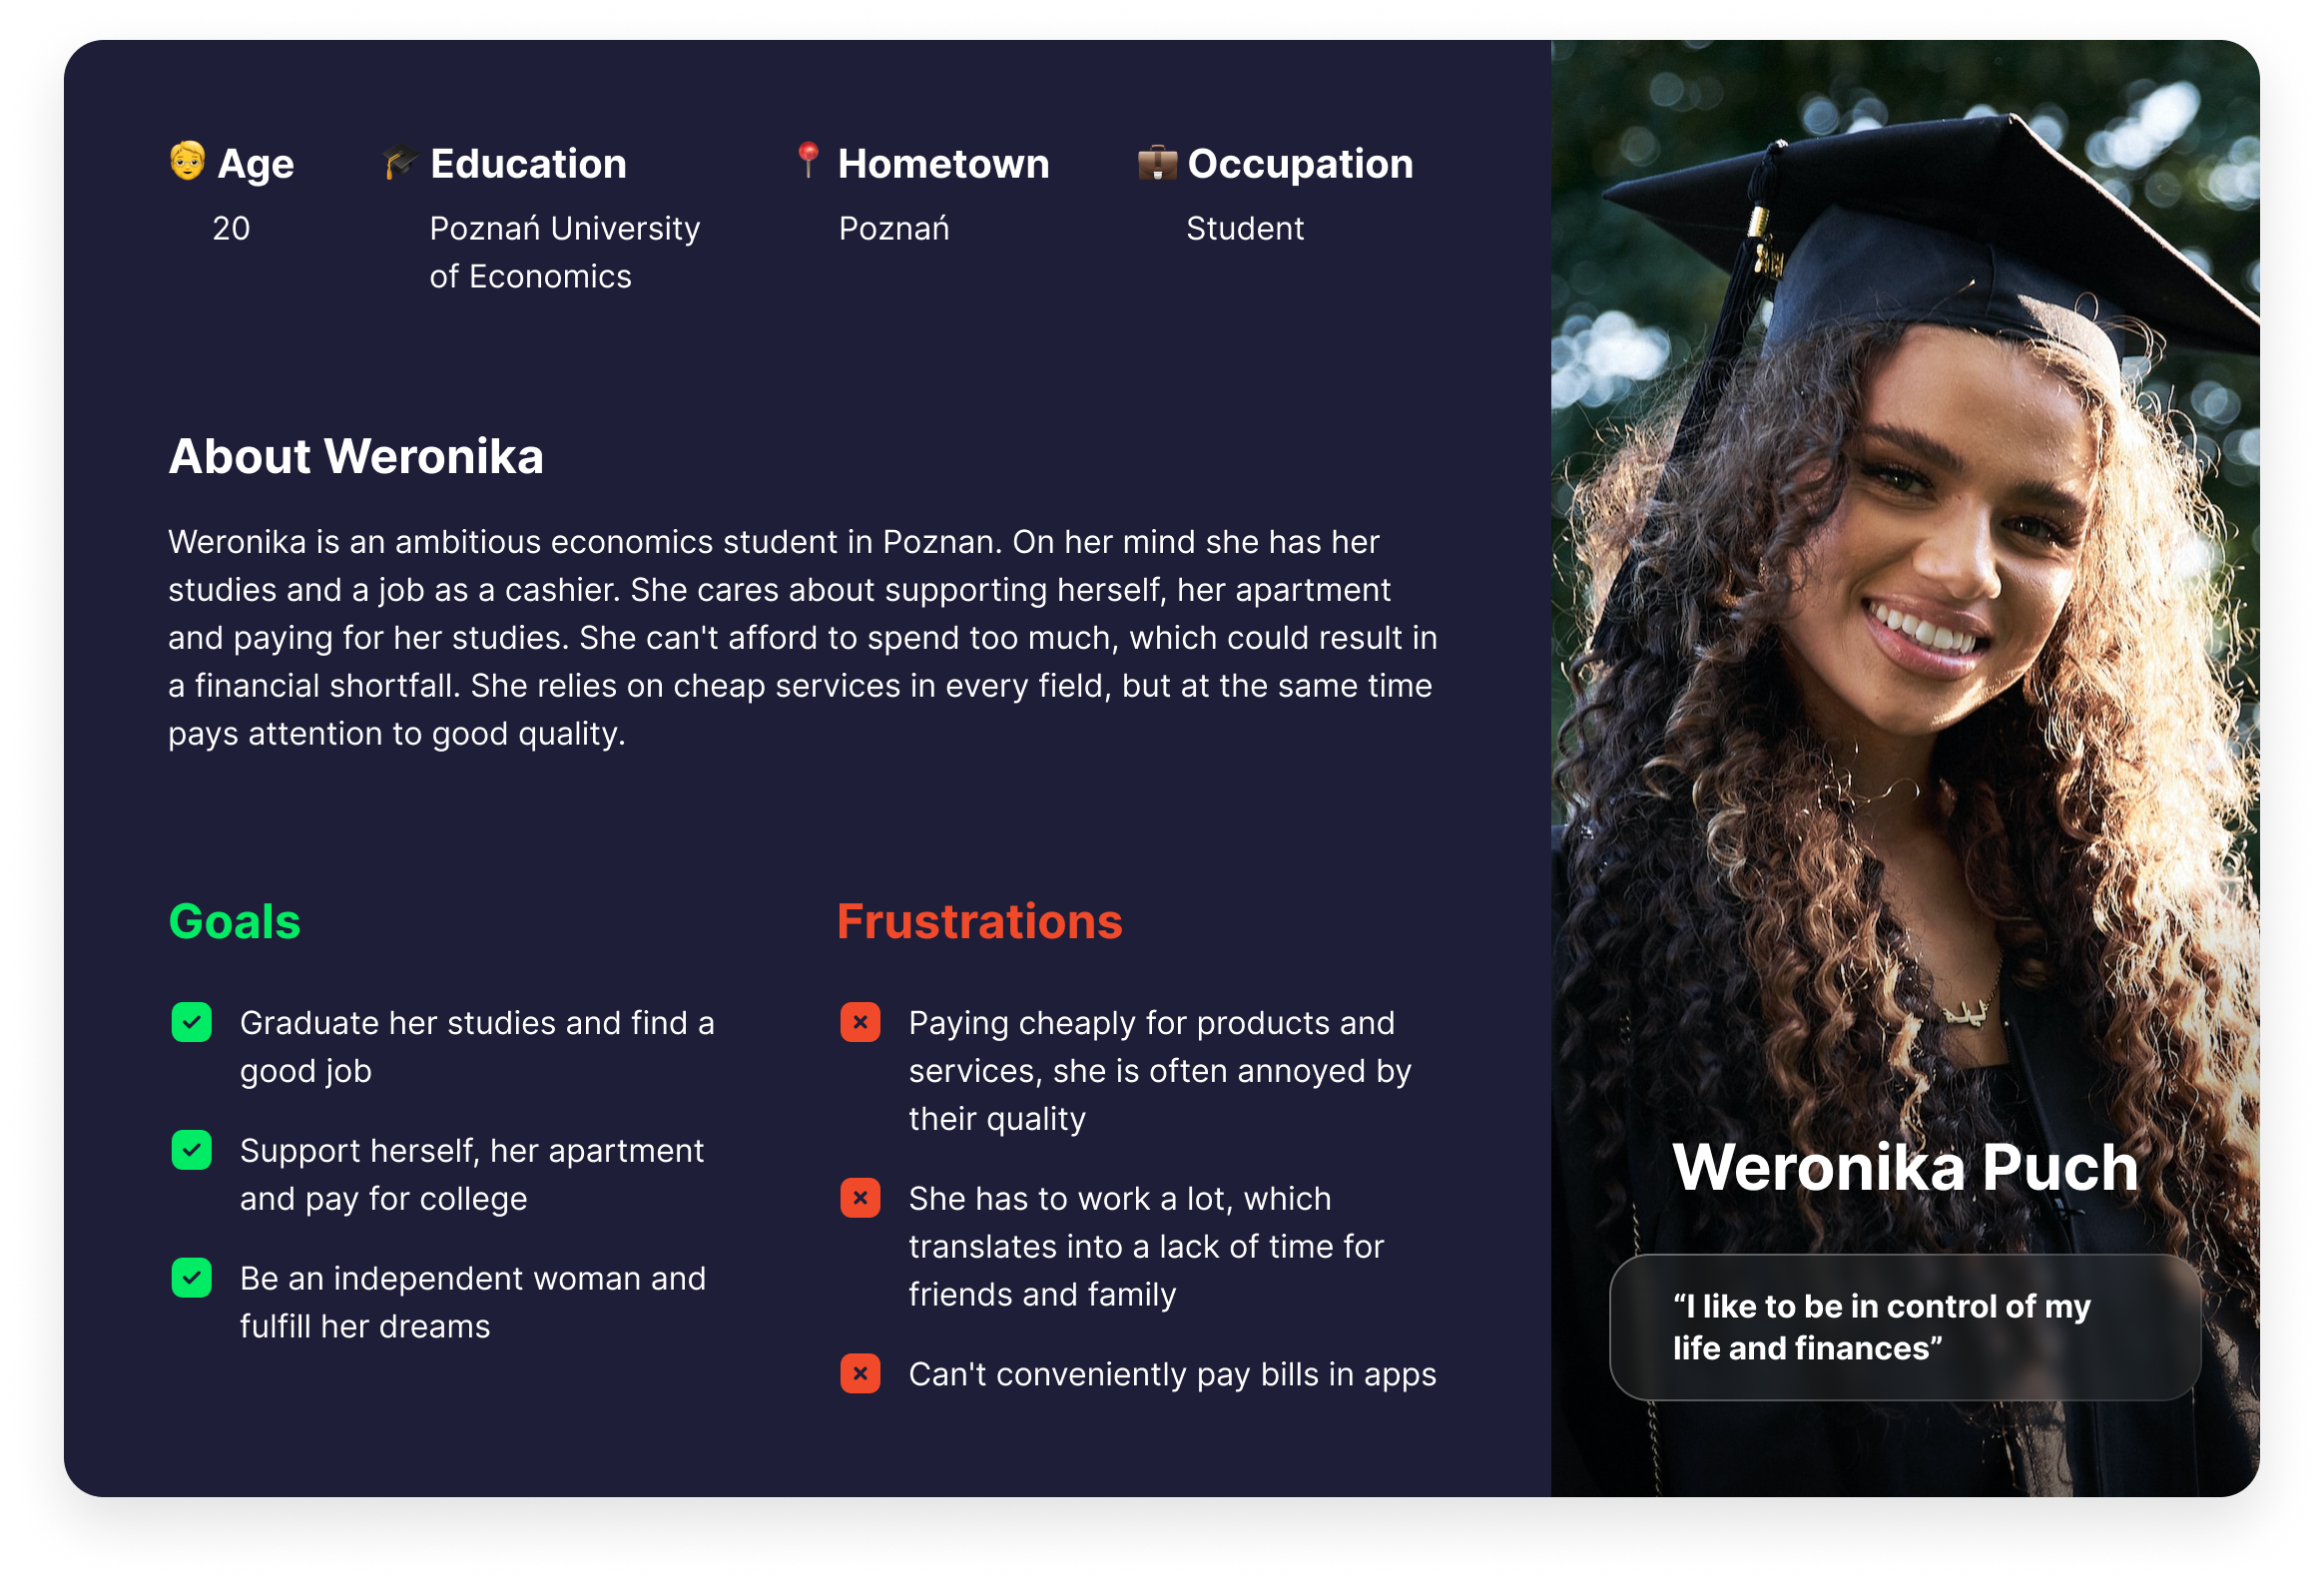 Age
20
Education
Poznań University
of Economics
Hometown
Poznań
Occupation
Student
About Weronika
Weronika is an ambitious economics student in Poznan. On her mind she has her
studies and a job as a cashier. She cares about supporting herself, her apartment
and paying for her studies. She can't afford to spend too much, which could result in
a financial shortfall. She relies on cheap services in every field, but at the same time
pays attention to good quality.
Goals
Graduate her studies and find a
good job
Support herself, her apartment
and pay for college
Be an independent woman and
fulfill her dreams
Frustrations
Paying cheaply for products and
services, she is often annoyed by
their quality
She has to work a lot, which
translates into a lack of time for
friends and family
Can't conveniently pay bills in apps
Weronika Puch
“I like to be in control of my
life and finances”